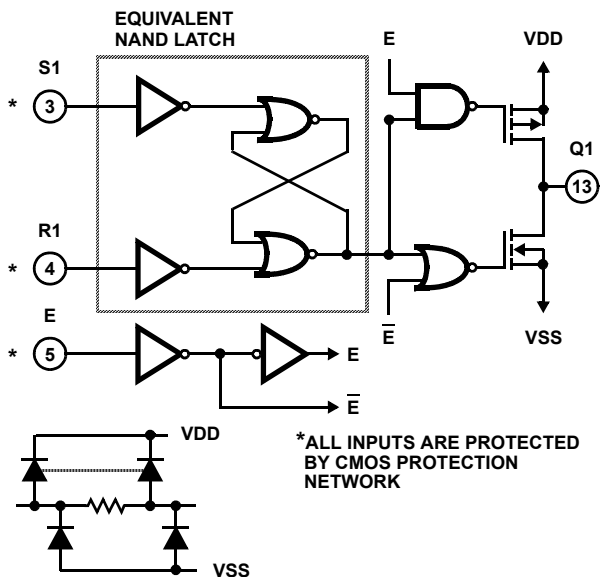 EQUIVALENT
NAND LATCH
E
VDD
S1
*
3
Q1
13
R1
*
4
E
*
5
E
VSS
E
E
VDD
*ALL INPUTS ARE PROTECTED
BY CMOS PROTECTION
NETWORK
VSS